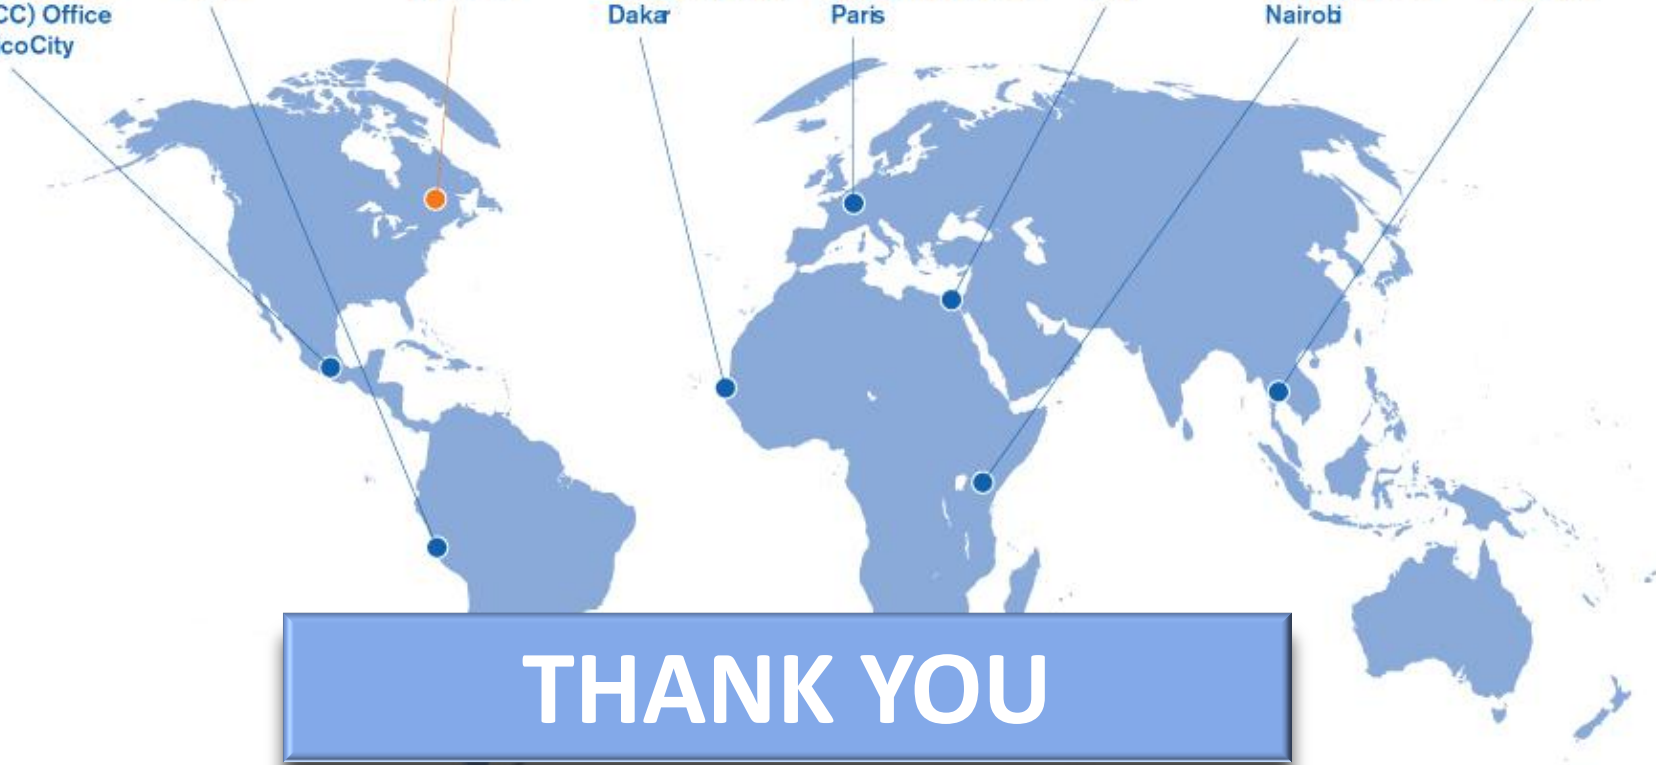 CC) Office
coCity
Dakar
Paris
Nairobi
THANK YOU